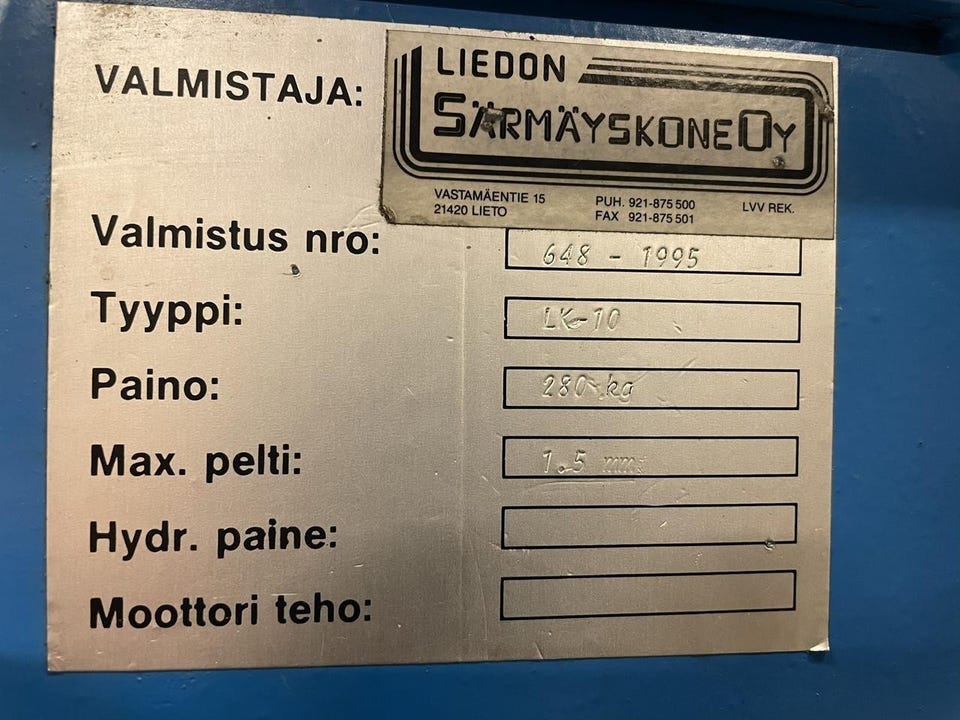 VALMISTAJA:
LIEDON
SÄRMÄYSKONE OY
VASTAMÄENTIE 15
21420 LIETO
PUH. 921-875 500
FAX 921-875 501
LVV REK.
Valmistus nro: 648 - 1995
Tyyppi: LK-10
Paino: 280 kg
Max. pelti: 1.5 mm
Hydr. paine:
Moottori teho: